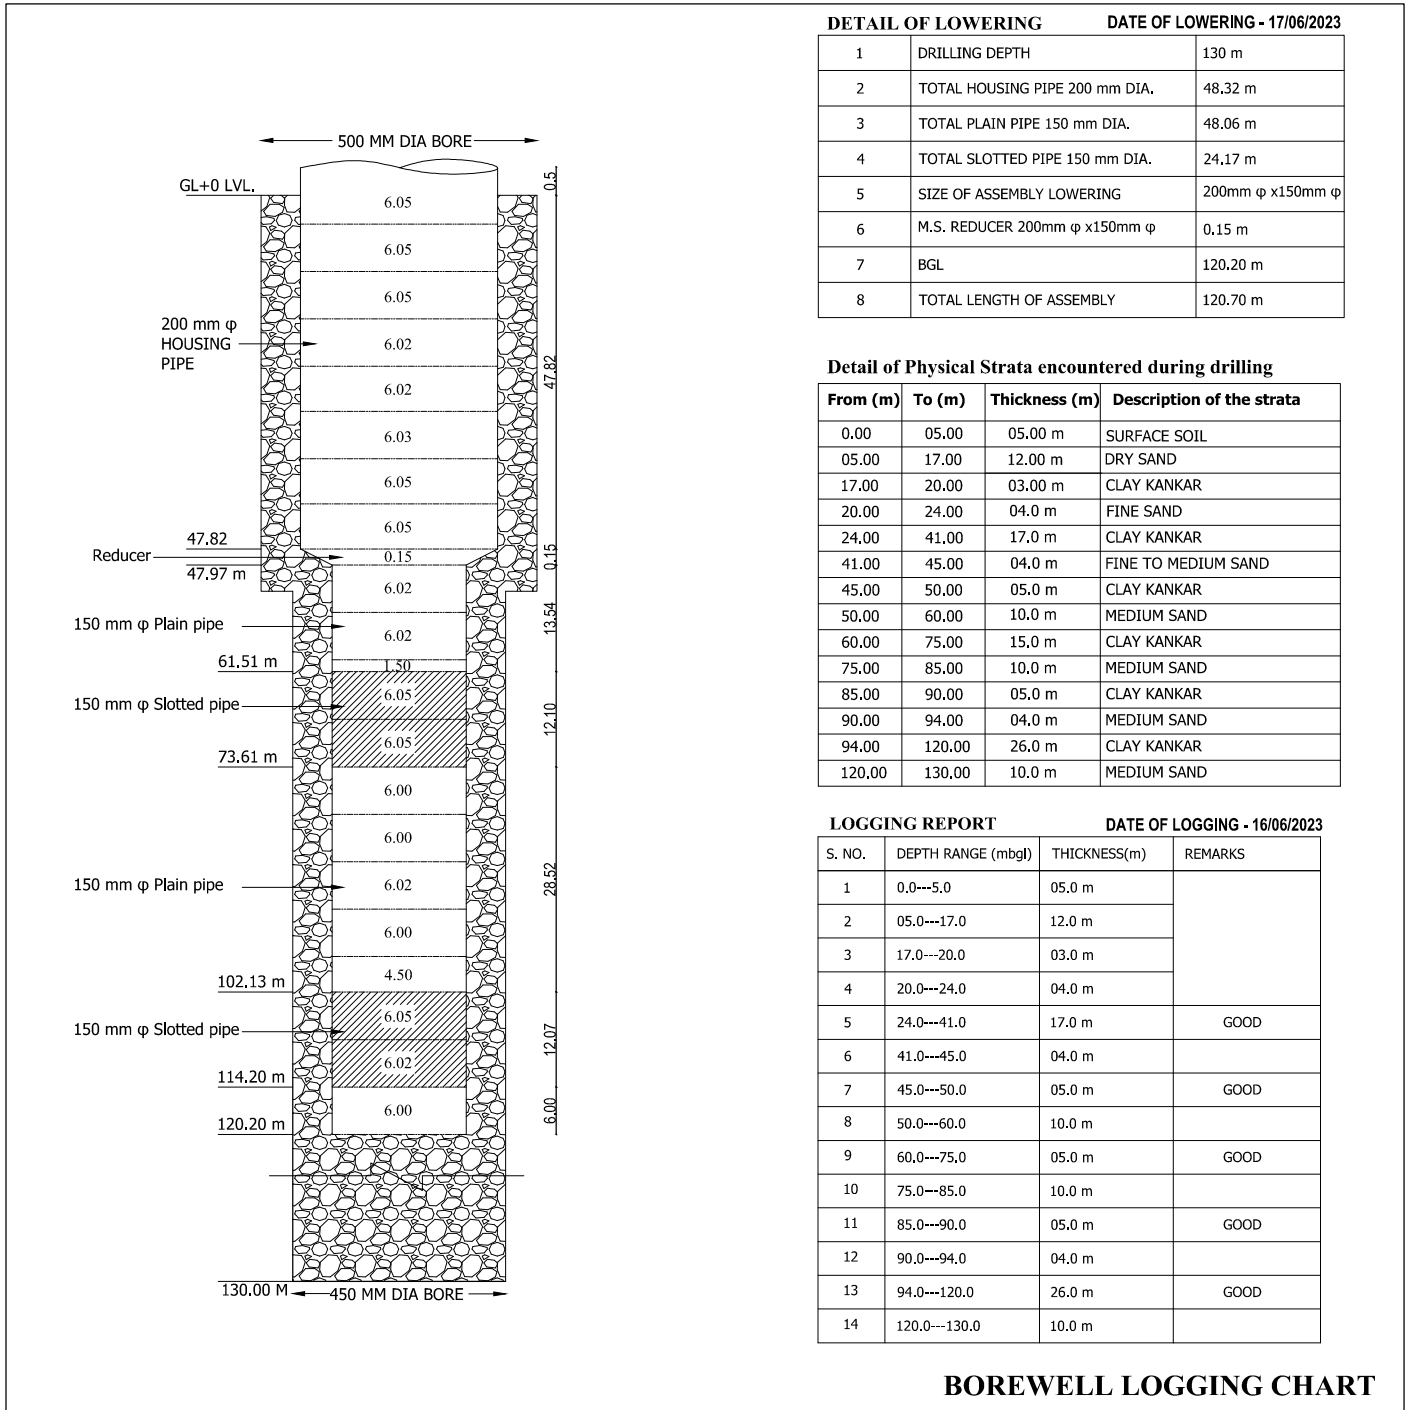 500 MM DIA BORE
GL+0 LVL.
0.5
6.05
6.05
6.05
200 mm φ
HOUSING
PIPE
6.02
47.82
6.02
6.03
6.05
6.05
47.82
Reducer
0.15
0.15
47.97 m
6.02
150 mm φ Plain pipe
6.02
13.54
1.50
61.51 m
150 mm φ Slotted pipe
6.05
12.10
6.05
73.61 m
6.00
6.00
150 mm φ Plain pipe
6.02
28.52
6.00
4.50
102.13 m
6.05
150 mm φ Slotted pipe
12.07
6.02
114.20 m
6.00
6.00
120.20 m
130.00 M
450 MM DIA BORE
DETAIL OF LOWERING DATE OF LOWERING - 17/06/2023
1 DRILLING DEPTH 130 m
2 TOTAL HOUSING PIPE 200 mm DIA. 48.32 m
3 TOTAL PLAIN PIPE 150 mm DIA. 48.06 m
4 TOTAL SLOTTED PIPE 150 mm DIA. 24.17 m
5 SIZE OF ASSEMBLY LOWERING 200mm φ x150mm φ
6 M.S. REDUCER 200mm φ x150mm φ 0.15 m
7 BGL 120.20 m
8 TOTAL LENGTH OF ASSEMBLY 120.70 m
Detail of Physical Strata encountered during drilling
From (m) To (m) Thickness (m) Description of the strata
0.00 05.00 05.00 m SURFACE SOIL
05.00 17.00 12.00 m DRY SAND
17.00 20.00 03.00 m CLAY KANKAR
20.00 24.00 04.0 m FINE SAND
24.00 41.00 17.0 m CLAY KANKAR
41.00 45.00 04.0 m FINE TO MEDIUM SAND
45.00 50.00 05.0 m CLAY KANKAR
50.00 60.00 10.0 m MEDIUM SAND
60.00 75.00 15.0 m CLAY KANKAR
75.00 85.00 10.0 m MEDIUM SAND
85.00 90.00 05.0 m CLAY KANKAR
90.00 94.00 04.0 m MEDIUM SAND
94.00 120.00 26.0 m CLAY KANKAR
120.00 130.00 10.0 m MEDIUM SAND
LOGGING REPORT DATE OF LOGGING - 16/06/2023
S. NO. DEPTH RANGE (mbgl) THICKNESS(m) REMARKS
1 0.0---5.0 05.0 m
2 05.0---17.0 12.0 m
3 17.0---20.0 03.0 m
4 20.0---24.0 04.0 m
5 24.0---41.0 17.0 m GOOD
6 41.0---45.0 04.0 m
7 45.0---50.0 05.0 m GOOD
8 50.0---60.0 10.0 m
9 60.0---75.0 05.0 m GOOD
10 75.0---85.0 10.0 m
11 85.0---90.0 05.0 m GOOD
12 90.0---94.0 04.0 m
13 94.0---120.0 26.0 m GOOD
14 120.0---130.0 10.0 m
BOREWELL LOGGING CHART